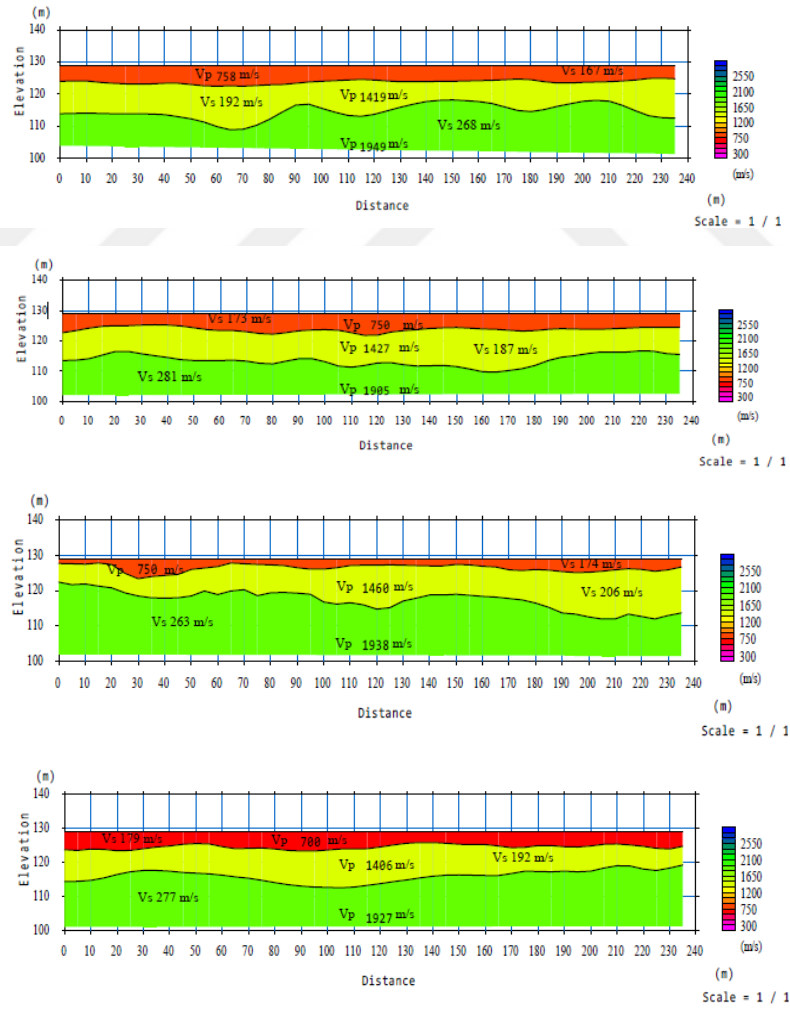 (m)
140
130
Vp 758 m/s Vs 167 m/s
2550
120
Vs 192 m/s Vp 1419 m/s
2100
1650
110
Vs 268 m/s
1200
Vp 1949 m/s
750
100
300
0 10 20 30 40 50 60 70 80 90 100 110 120 130 140 150 160 170 180 190 200 210 220 230 240
(m/s)
Elevation
Distance
(m)
Scale = 1 / 1
(m)
140
130
Vs 173 m/s Vp 750 m/s
2550
120
Vp 1427 m/s Vs 187 m/s
2100
1650
110
Vs 281 m/s
1200
Vp 1905 m/s
750
100
300
0 10 20 30 40 50 60 70 80 90 100 110 120 130 140 150 160 170 180 190 200 210 220 230 240
(m/s)
Elevation
Distance
(m)
Scale = 1 / 1
(m)
140
130
Vp 750 m/s Vs 174 m/s
2550
120
Vp 1460 m/s Vs 206 m/s
2100
1650
110
Vs 263 m/s
1200
Vp 1938 m/s
750
100
300
0 10 20 30 40 50 60 70 80 90 100 110 120 130 140 150 160 170 180 190 200 210 220 230 240
(m/s)
Elevation
Distance
(m)
Scale = 1 / 1
(m)
140
130
Vs 179 m/s Vp 700 m/s
2550
120
Vp 1406 m/s Vs 192 m/s
2100
1650
110
Vs 277 m/s
1200
Vp 1927 m/s
750
100
300
0 10 20 30 40 50 60 70 80 90 100 110 120 130 140 150 160 170 180 190 200 210 220 230 240
(m/s)
Elevation
Distance
(m)
Scale = 1 / 1